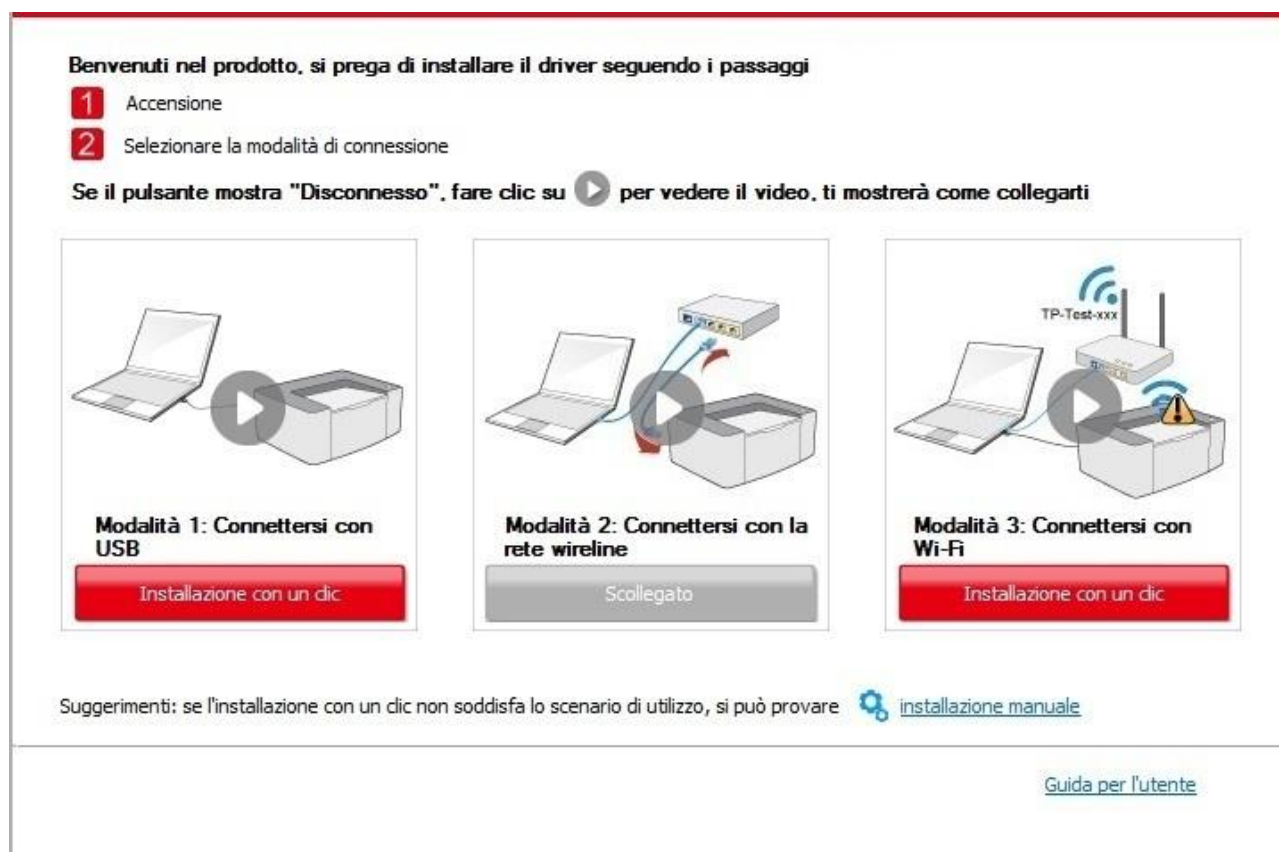 Benvenuti nel prodotto, si prega di installare il driver seguendo i passaggi
1 Accensione
2 Selezionare la modalità di connessione
Se il pulsante mostra "Disconnesso", fare clic su per vedere il video, ti mostrerà come collegarti
TP-Test-xxx
Modalità 1: Connettersi con
USB
Installazione con un clic
Modalità 2: Connettersi con la
rete wireline
Scollegato
Modalità 3: Connettersi con
Wi-Fi
Installazione con un clic
Suggerimenti: se l'installazione con un clic non soddisfa lo scenario di utilizzo, si può provare installazione manuale
Guida per l'utente